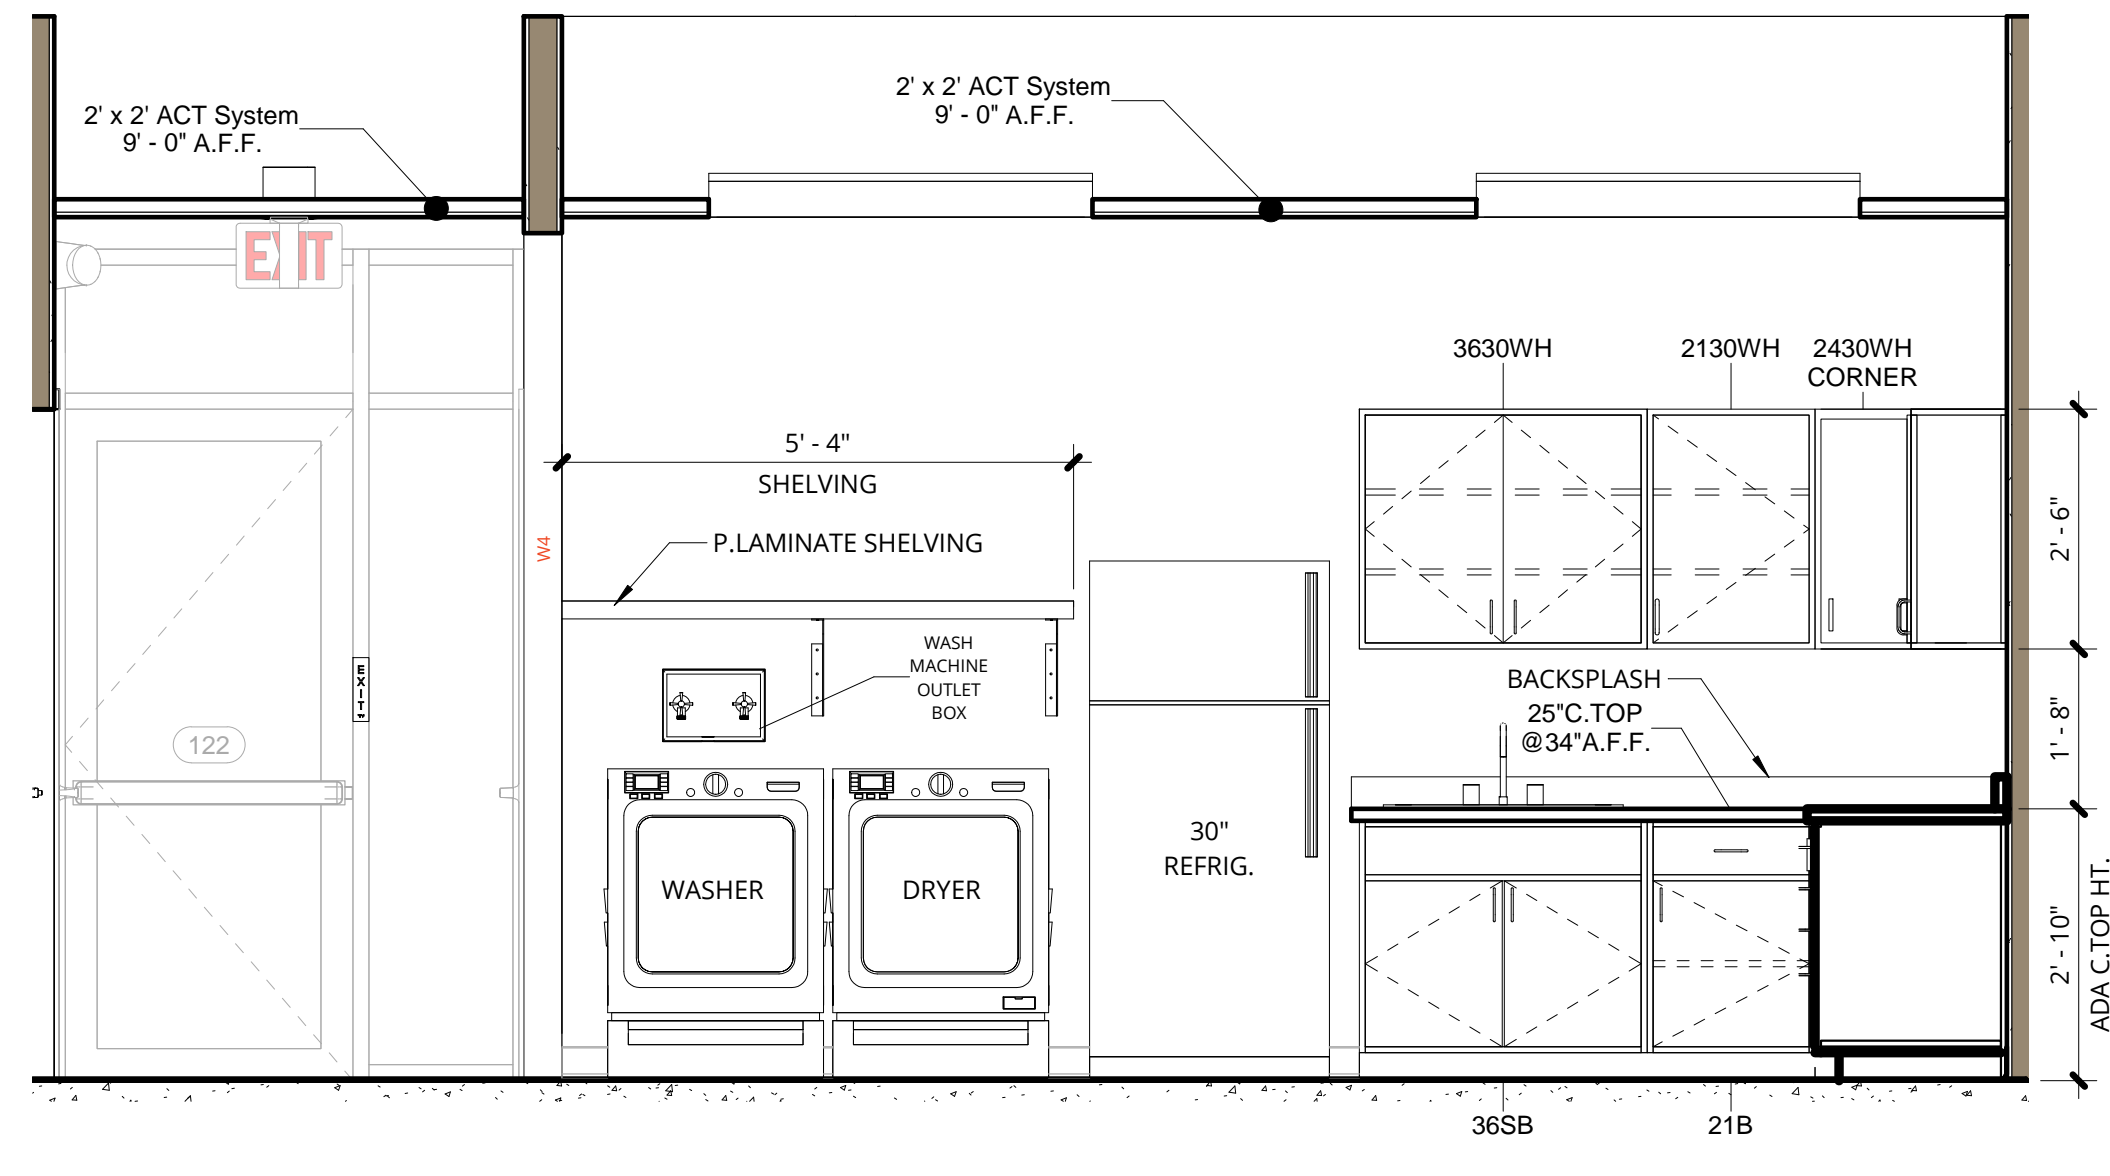 2' x 2' ACT System
9' - 0" A.F.F.
2' x 2' ACT System
9' - 0" A.F.F.
EXIT
3630WH
2130WH
2430WH
CORNER
5' - 4"
SHELVING
P.LAMINATE SHELVING
W4
2' - 6"
WASH
MACHINE
OUTLET
BOX
EXIT
BACKSPLASH
25"C.TOP
@34"A.F.F.
1' - 8"
122
30"
REFRIG.
WASHER
DRYER
2' - 10"
ADA C.TOP HT.
36SB
21B